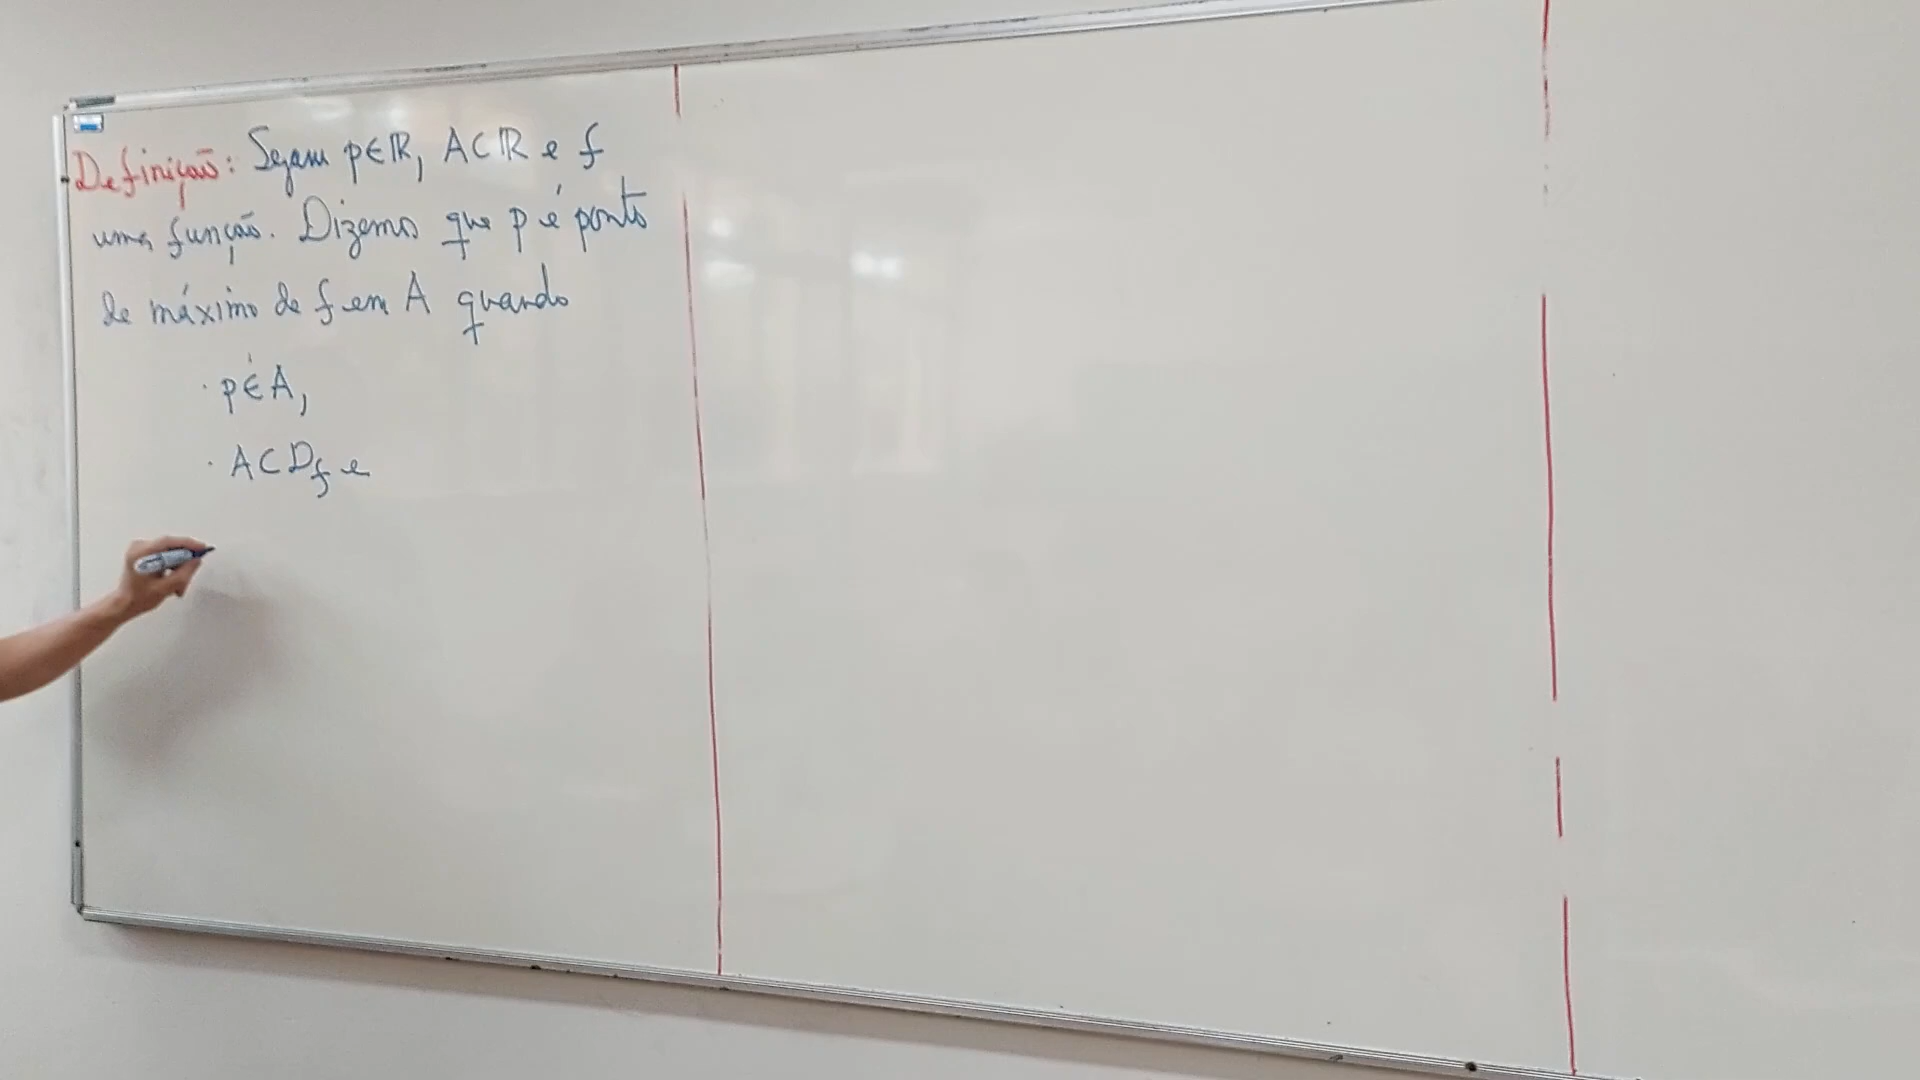 Definição: Sejam p∈ℝ, A⊂ℝ e f
uma função. Dizemos que p é ponto
de máximo de f em A quando
· p∈A,
· A⊂D_f e